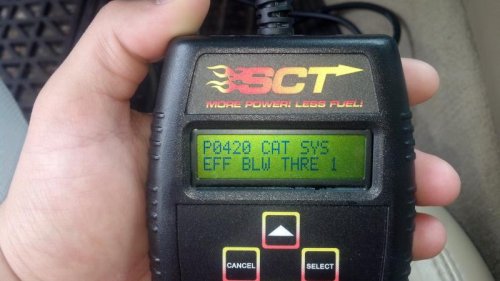 SCT
MORE POWER! LESS FUEL!
P0420 CAT SYS
EFF BLW THRE 1
CANCEL
SELECT